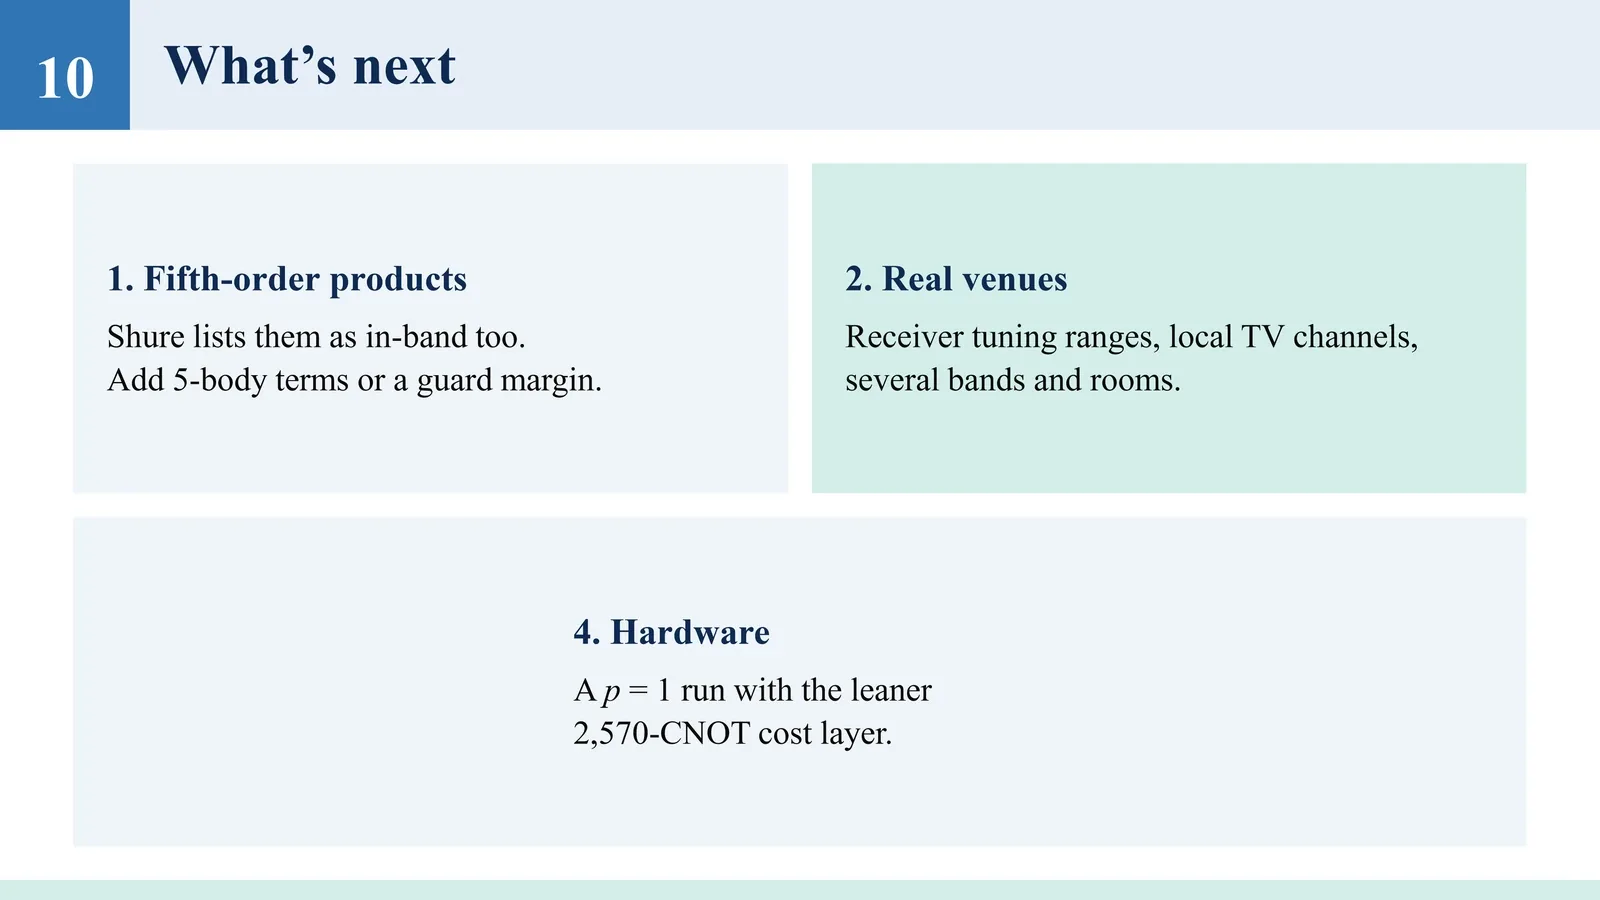 10
What’s next
1. Fifth-order products
Shure lists them as in-band too.
Add 5-body terms or a guard margin.
2. Real venues
Receiver tuning ranges, local TV channels,
several bands and rooms.
4. Hardware
A p = 1 run with the leaner
2,570-CNOT cost layer.